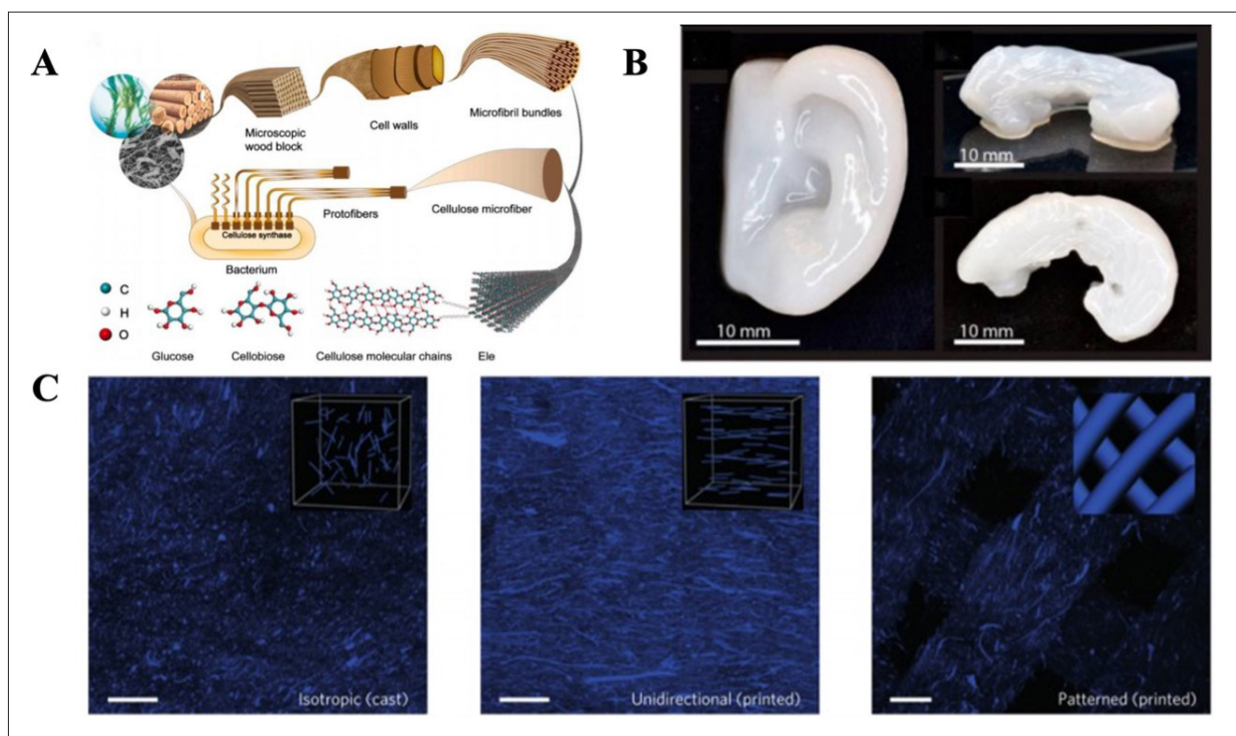 A
Microscopic
wood block
Cell walls
Microfibril bundles
Cellulose synthase
Bacterium
Protofibers
Cellulose microfiber
C
H
O
Glucose
Cellobiose
Cellulose molecular chains
Ele
B
10 mm
10 mm
10 mm
C
Isotropic (cast)
Unidirectional (printed)
Patterned (printed)